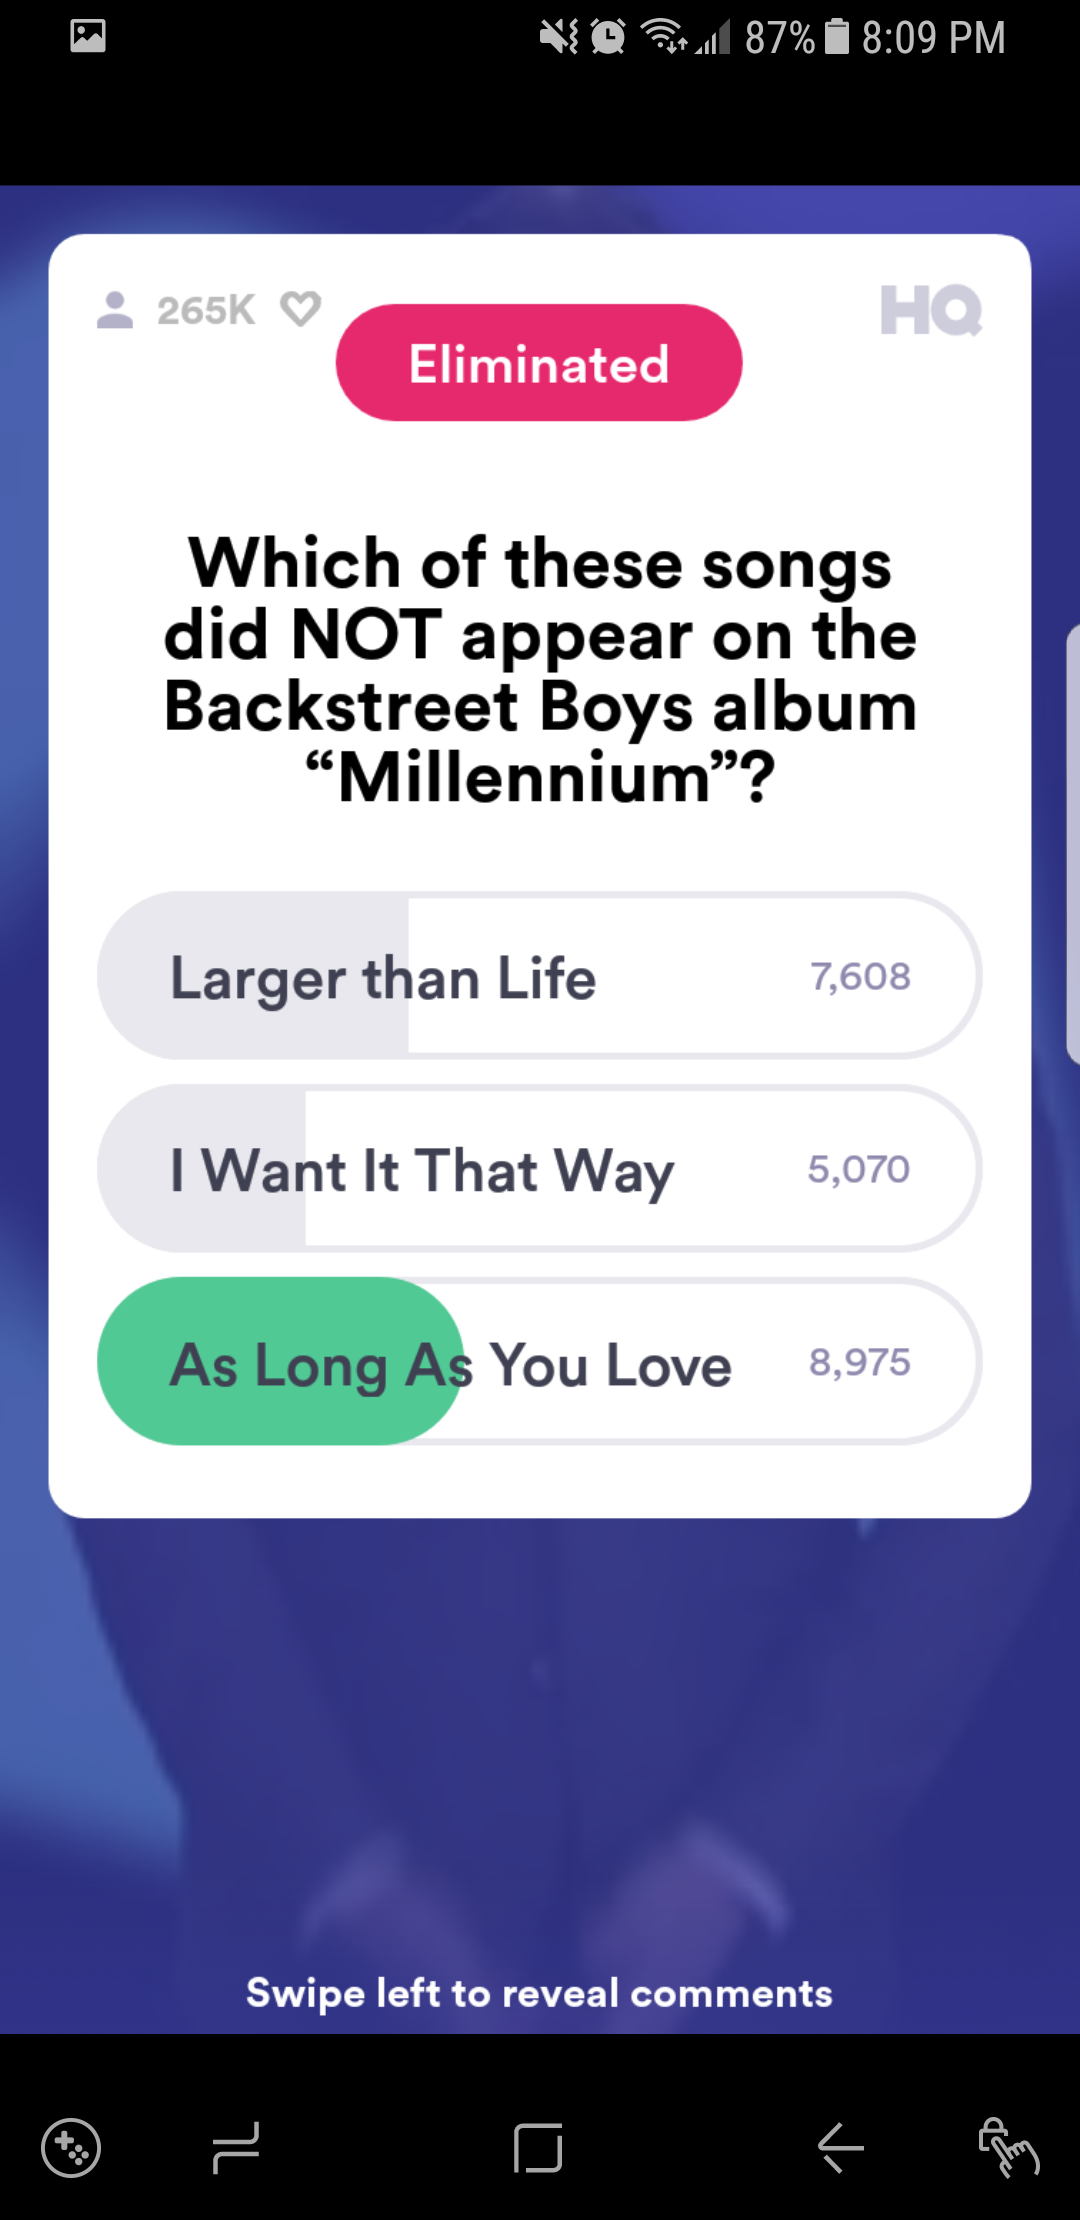 87% 8:09 PM
265K HQ
Eliminated
Which of these songs
did NOT appear on the
Backstreet Boys album
“Millennium”?
Larger than Life 7,608
I Want It That Way 5,070
As Long As You Love 8,975
Swipe left to reveal comments